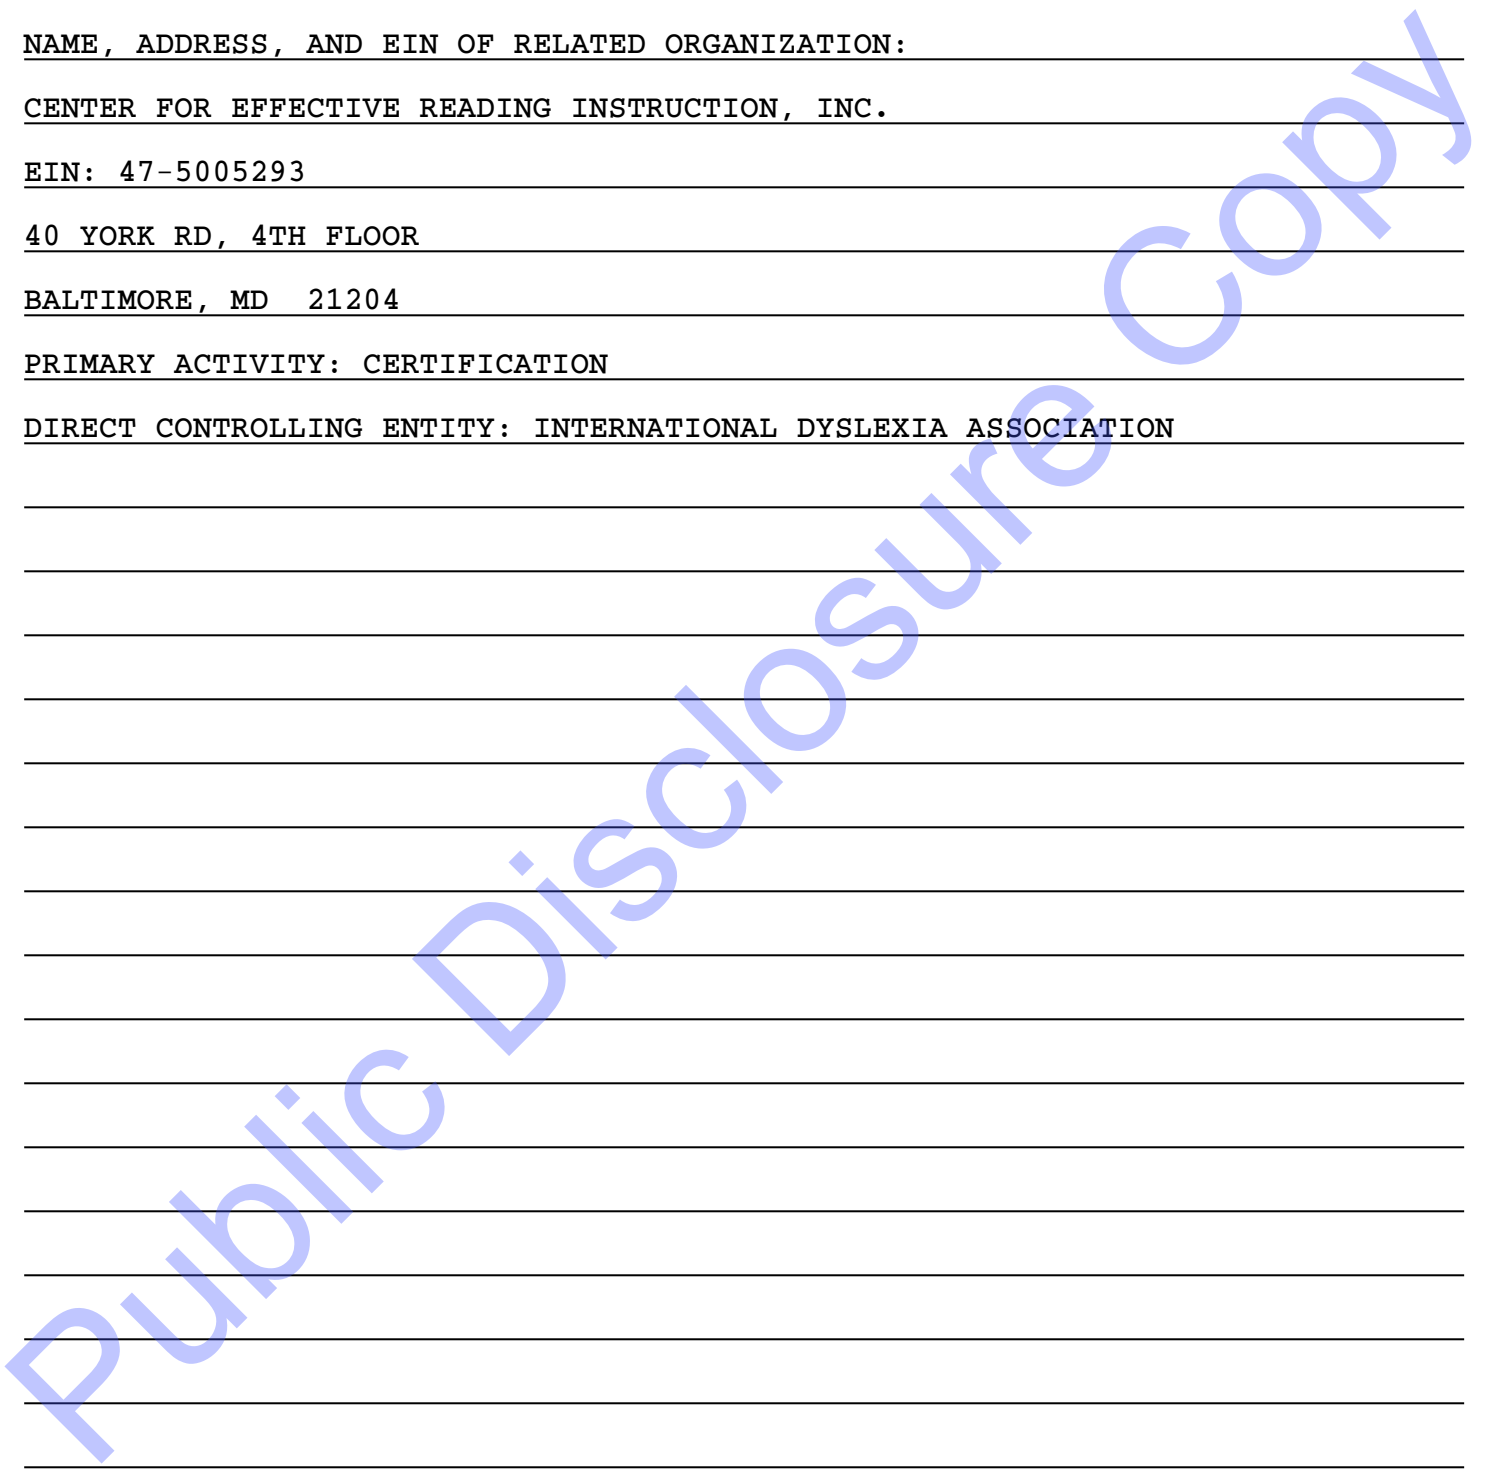 NAME, ADDRESS, AND EIN OF RELATED ORGANIZATION:
CENTER FOR EFFECTIVE READING INSTRUCTION, INC.
EIN: 47-5005293
40 YORK RD, 4TH FLOOR
BALTIMORE, MD  21204
PRIMARY ACTIVITY: CERTIFICATION
DIRECT CONTROLLING ENTITY: INTERNATIONAL DYSLEXIA ASSOCIATION
Public Disclosure Copy